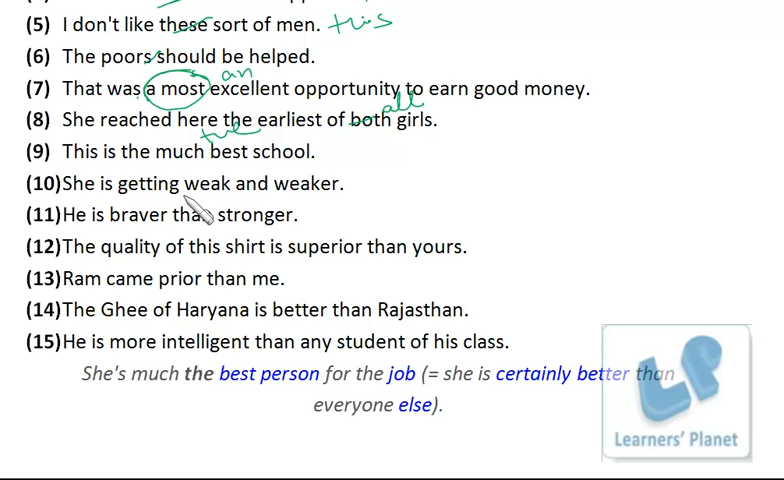 (5) I don't like these sort of men. this
(6) The poors should be helped.
an
(7) That was a most excellent opportunity to earn good money.
all
(8) She reached here the earliest of both girls.
the
(9) This is the much best school.
(10) She is getting weak and weaker.
(11) He is braver than stronger.
(12) The quality of this shirt is superior than yours.
(13) Ram came prior than me.
(14) The Ghee of Haryana is better than Rajasthan.
(15) He is more intelligent than any student of his class.
She's much the best person for the job (= she is certainly better than
everyone else).
LP
Learners' Planet